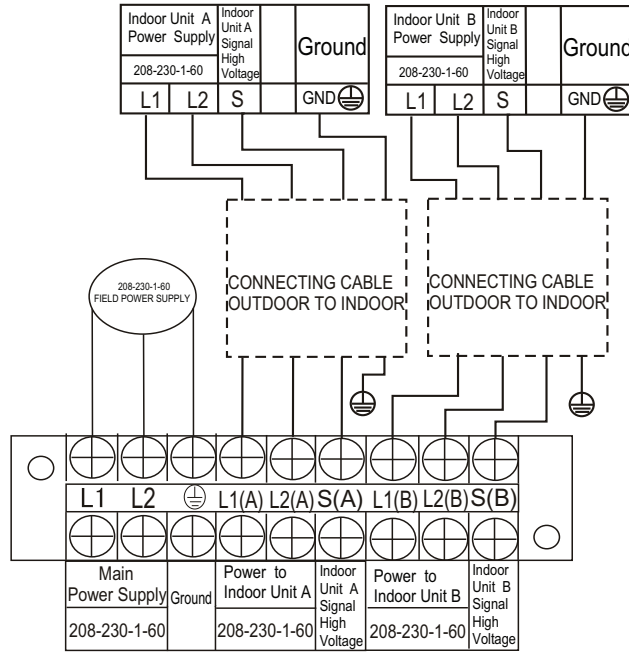 Indoor Unit A
Power Supply
208-230-1-60
Indoor
Unit A
Signal
High
Voltage
Ground
L1 L2 S GND
Indoor Unit B
Power Supply
208-230-1-60
Indoor
Unit B
Signal
High
Voltage
Ground
L1 L2 S GND
208-230-1-60
FIELD POWER SUPPLY
CONNECTING CABLE
OUTDOOR TO INDOOR
CONNECTING CABLE
OUTDOOR TO INDOOR
L1 L2 L1(A) L2(A) S(A) L1(B) L2(B) S(B)
Main
Power Supply
208-230-1-60
Ground
Power to
Indoor Unit A
208-230-1-60
Indoor
Unit A
Signal
High
Voltage
Power to
Indoor Unit B
208-230-1-60
Indoor
Unit B
Signal
High
Voltage